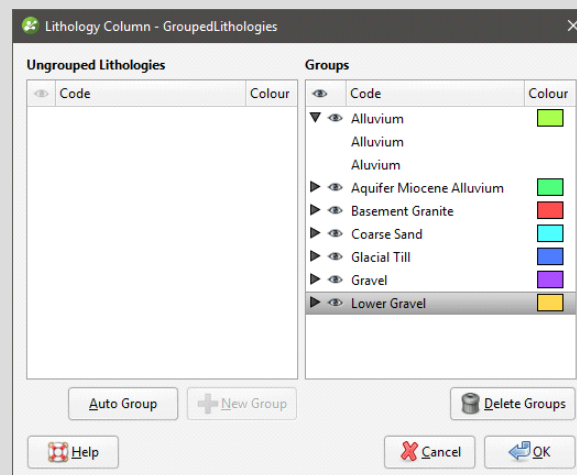 Lithology Column - GroupedLithologies
Ungrouped Lithologies
Groups
Code Colour
Code Colour
Alluvium
Alluvium
Aluvium
Aquifer Miocene Alluvium
Basement Granite
Coarse Sand
Glacial Till
Gravel
Lower Gravel
Auto Group
New Group
Delete Groups
Help
Cancel
OK